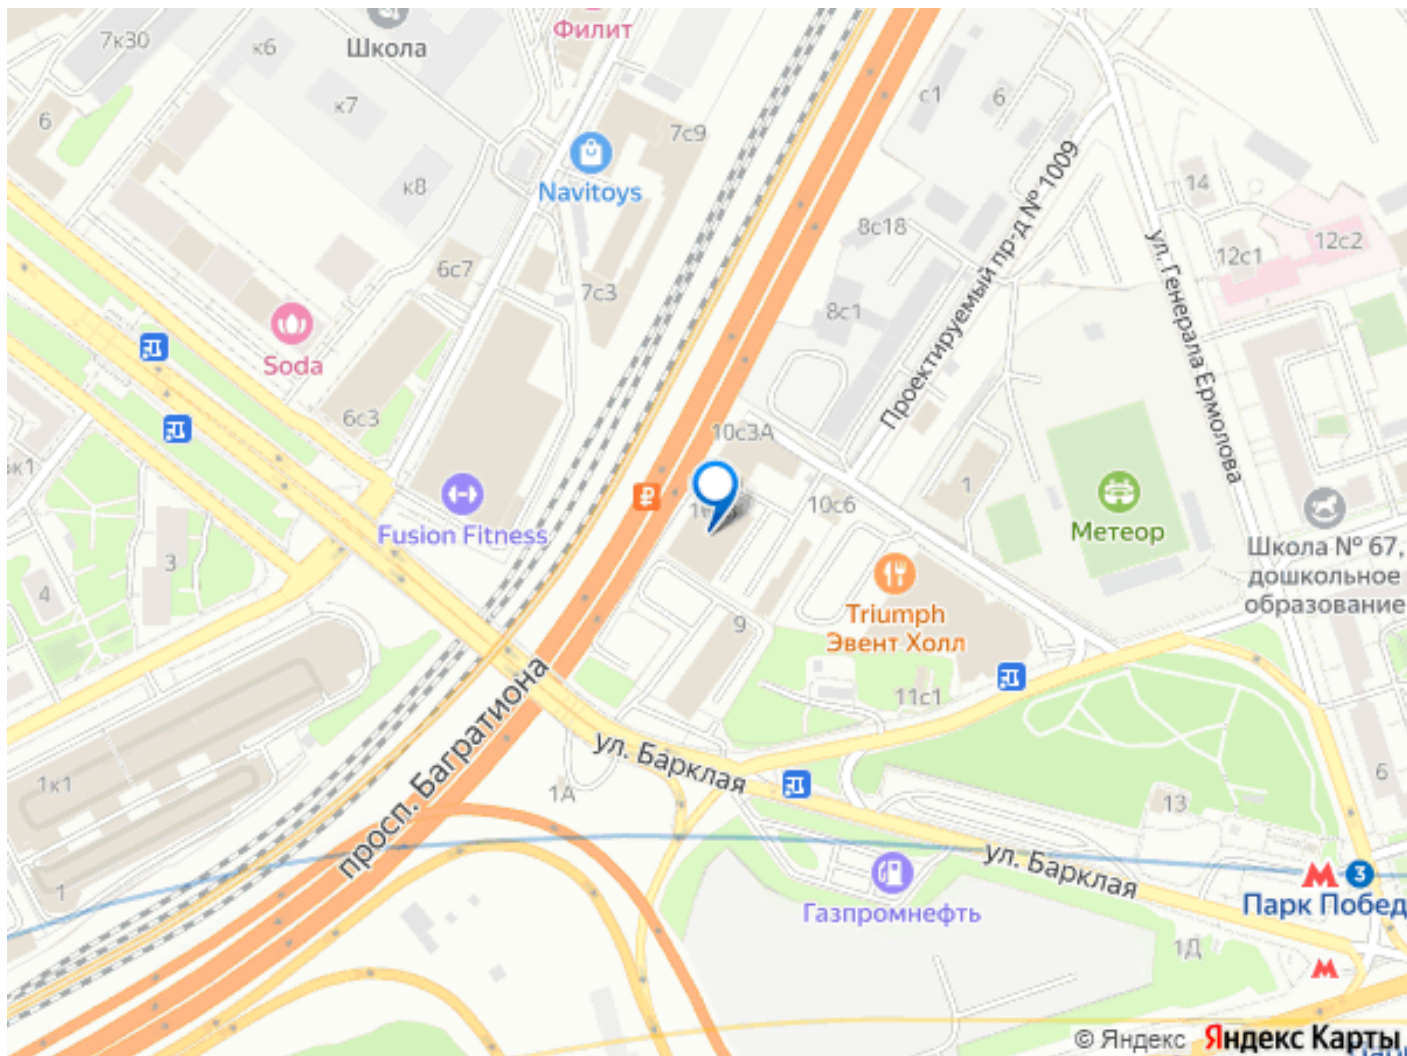 Филит
7к30
к6
Школа
к7
6
7с9
с1
6
Navitoys
к8
Проектируемый пр-д № 1009
14
8с18
12с1
12с2
6с7
7с3
8с1
ул. Генерала Ермолова
Soda
6с3
10с3А
к1
Fusion Fitness
10с6
1
Метеор
Школа № 67,
дошкольное
образование
3
4
Triumph
Эвент Холл
9
11с1
просп. Багратиона
ул. Барклая
1к1
1А
13
6
ул. Барклая
Газпромнефть
3
Парк Побед
1
1Д
© Яндекс Яндекс Карты